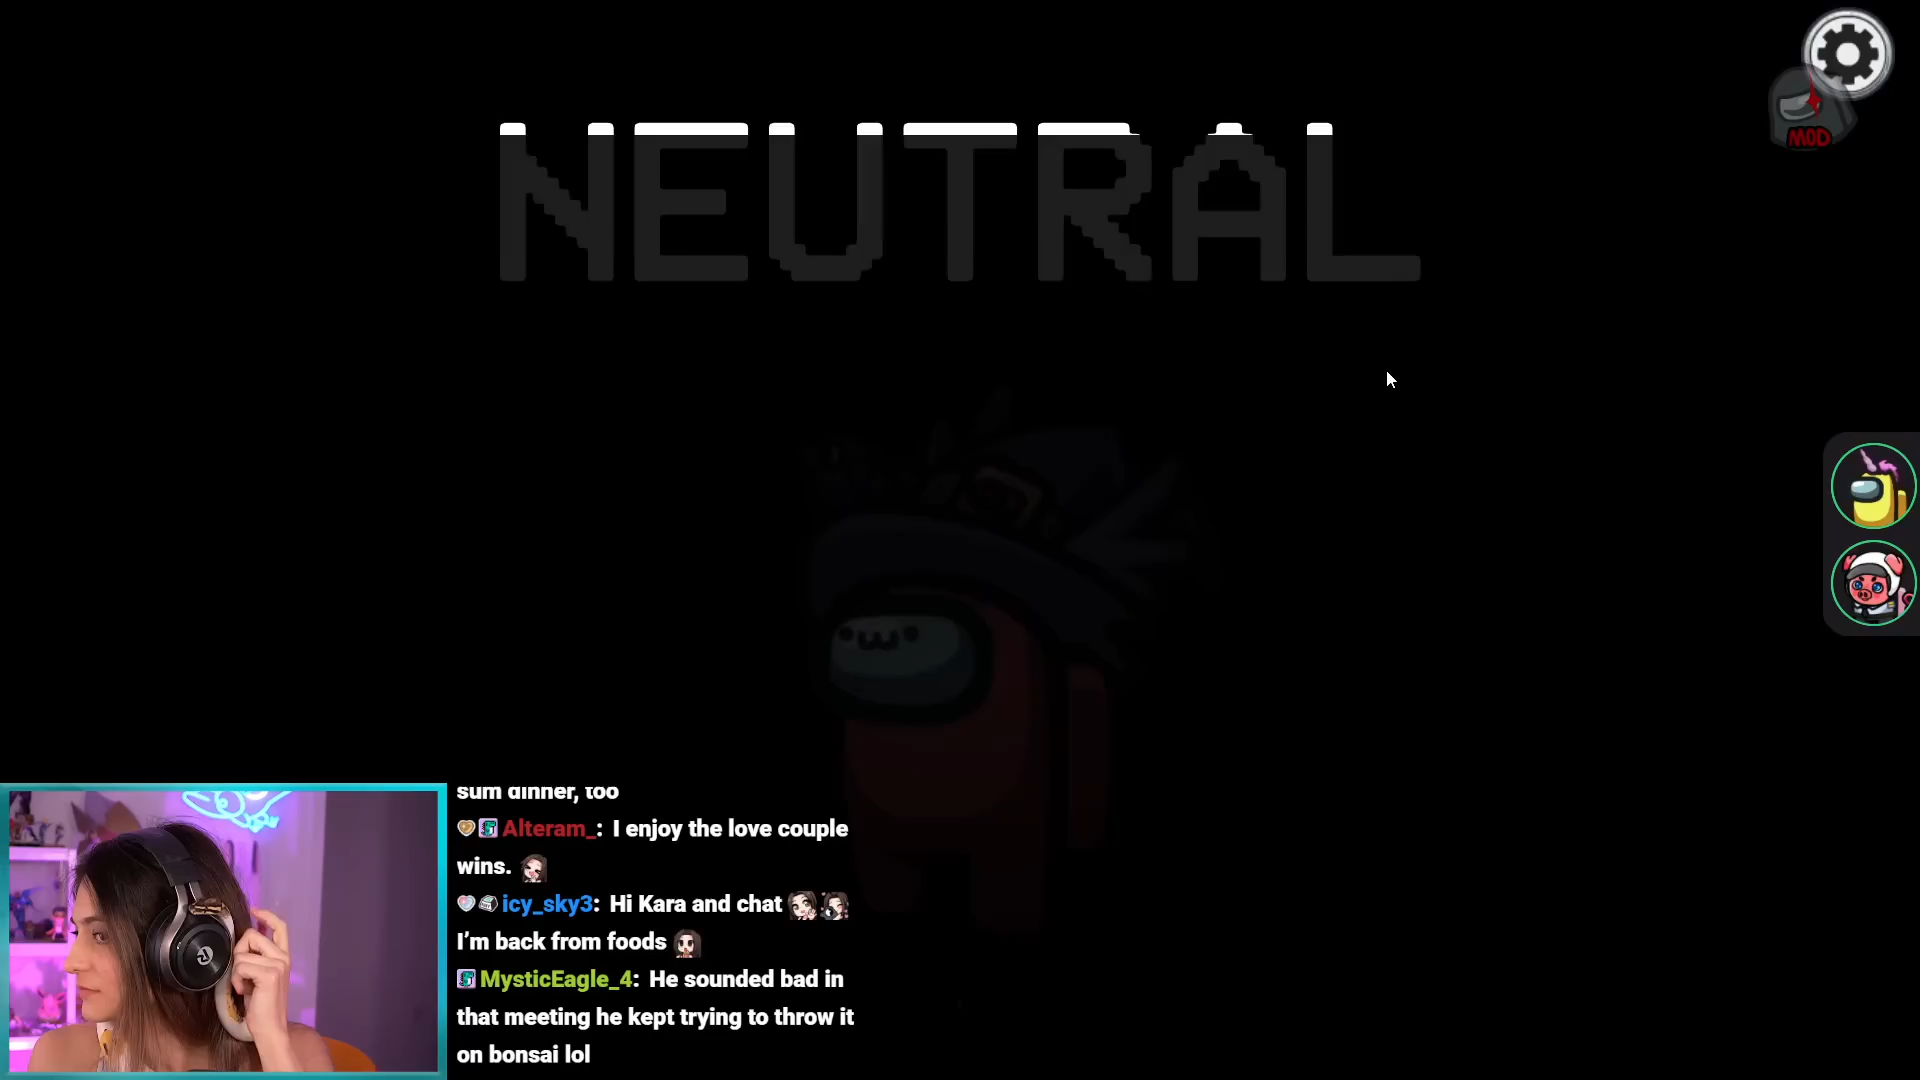 NEUTRAL
MOD
sum dinner, too
Alteram_: I enjoy the love couple
wins.
icy_sky3: Hi Kara and chat
I’m back from foods
MysticEagle_4: He sounded bad in
that meeting he kept trying to throw it
on bonsai lol